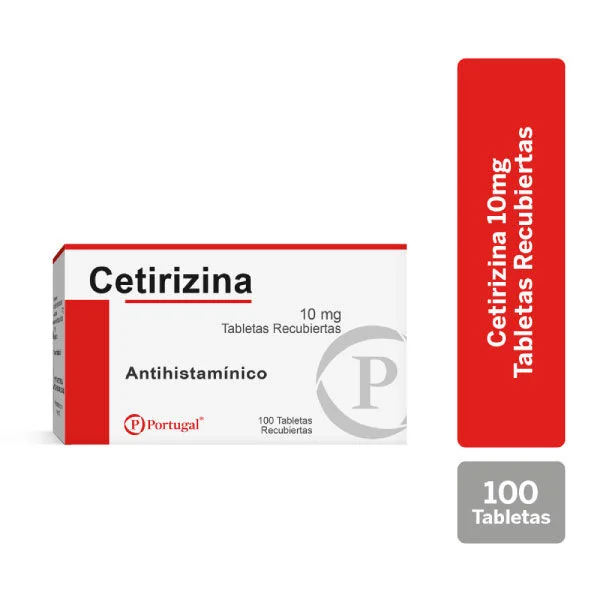 Cetirizina
10 mg
Tabletas Recubiertas
Antihistamínico
P Portugal®
100 Tabletas
Recubiertas
P
Cetirizina 10mg
Tabletas Recubiertas
100
Tabletas